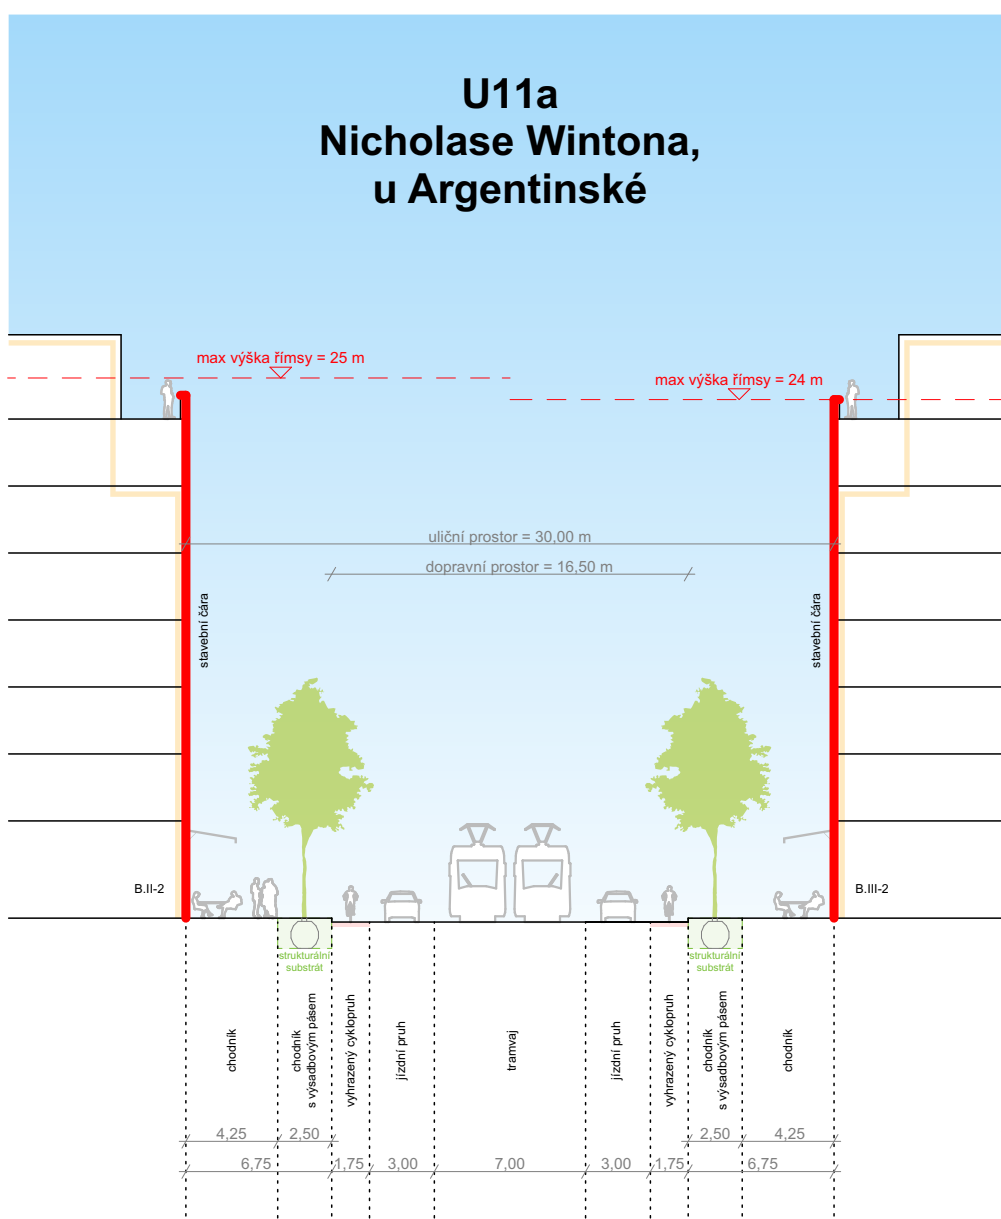 U11a
Nicholase Wintona,
u Argentinské
max výška římsy = 25 m
max výška římsy = 24 m
uliční prostor = 30,00 m
dopravní prostor = 16,50 m
stavební čára
stavební čára
B.II-2
B.III-2
strukturální
substrát
strukturální
substrát
chodník
chodník
s výsadbovým pásem
vyhrazený cyklopruh
jízdní pruh
tramvaj
jízdní pruh
vyhrazený cyklopruh
chodník
s výsadbovým pásem
chodník
4,25
2,50
2,50
4,25
6,75
1,75
3,00
7,00
3,00
1,75
6,75